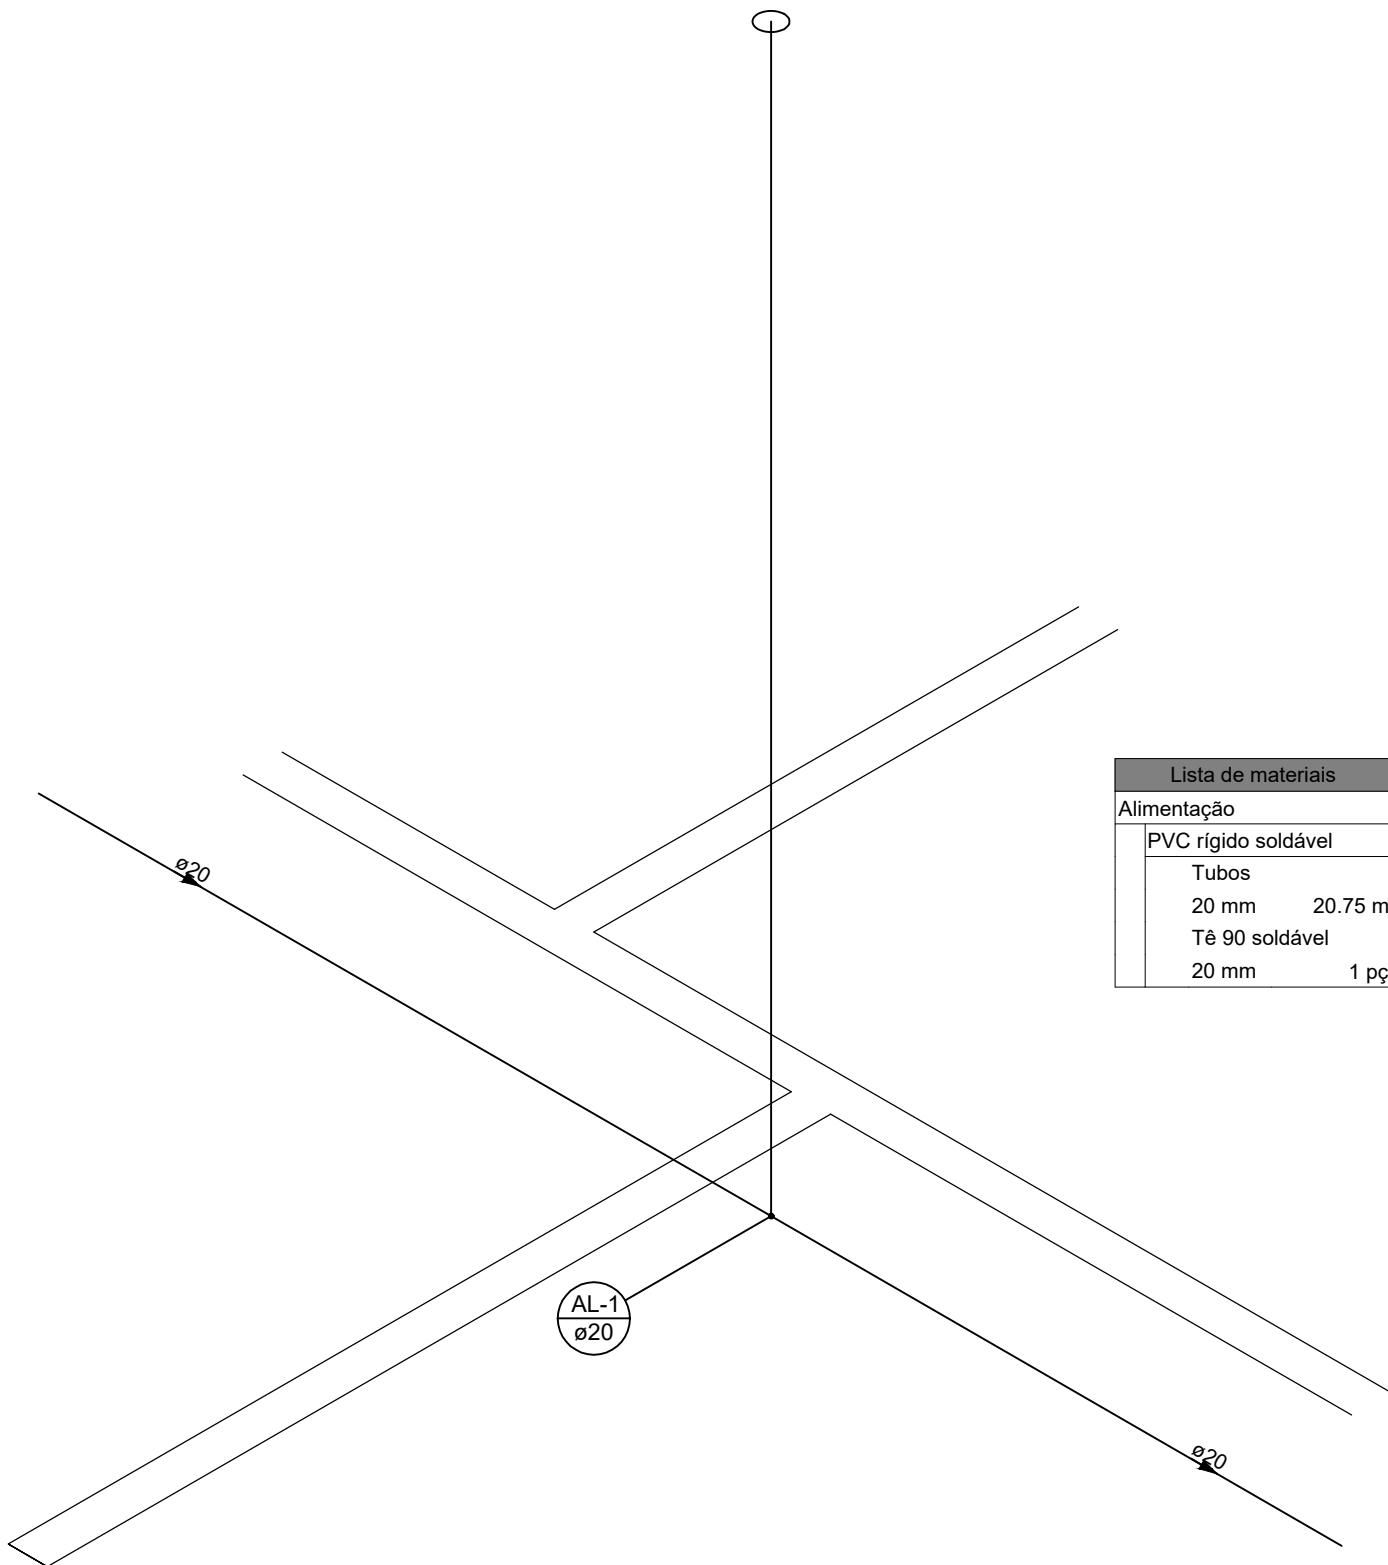 ø20
Lista de materiais
Alimentação
PVC rígido soldável
Tubos
20 mm 20.75 m
Tê 90 soldável
20 mm 1 pç
AL-1
ø20
ø20